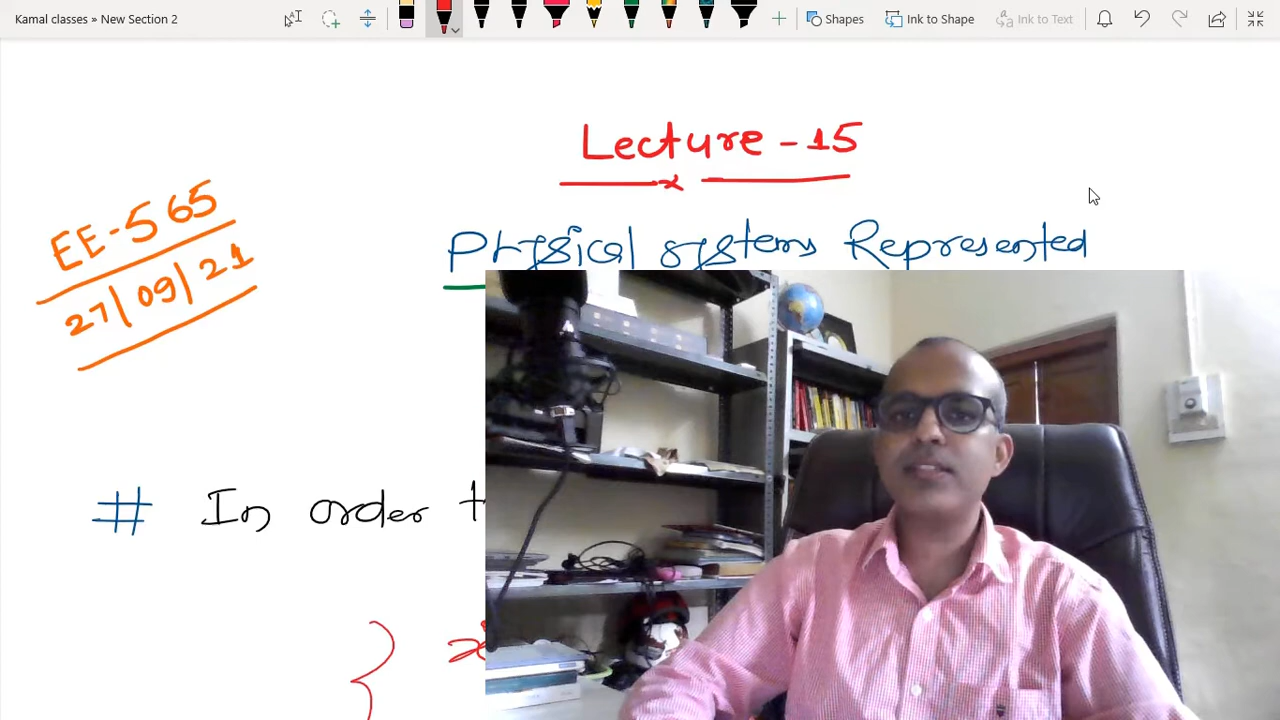 Kamal classes » New Section 2
Shapes
Ink to Shape
Ink to Text
Lecture - 15
EE-565
27/09/21
Physical systems Represented
# In order